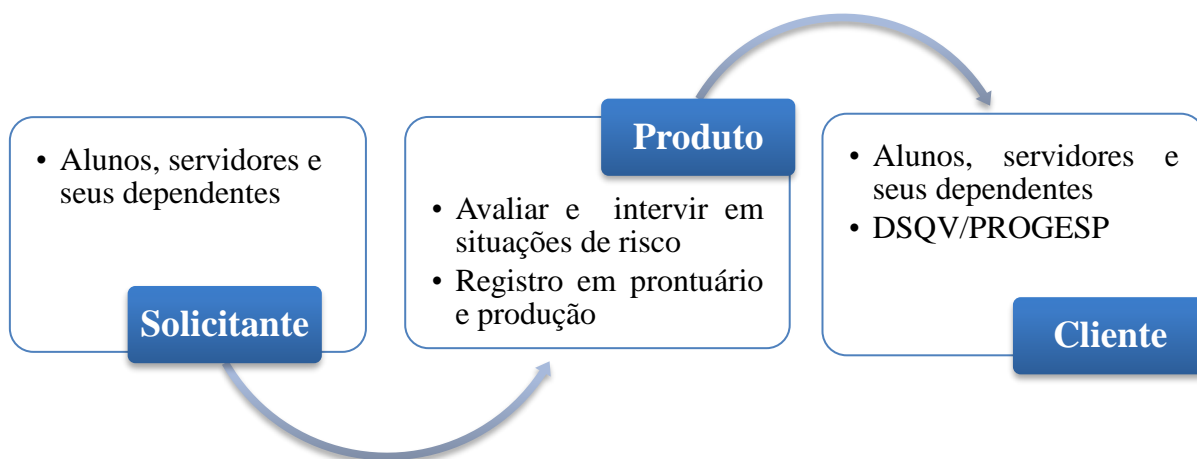 • Alunos, servidores e
seus dependentes
Solicitante
Produto
• Avaliar e intervir em
situações de risco
• Registro em prontuário
e produção
• Alunos, servidores e
seus dependentes
• DSQV/PROGESP
Cliente